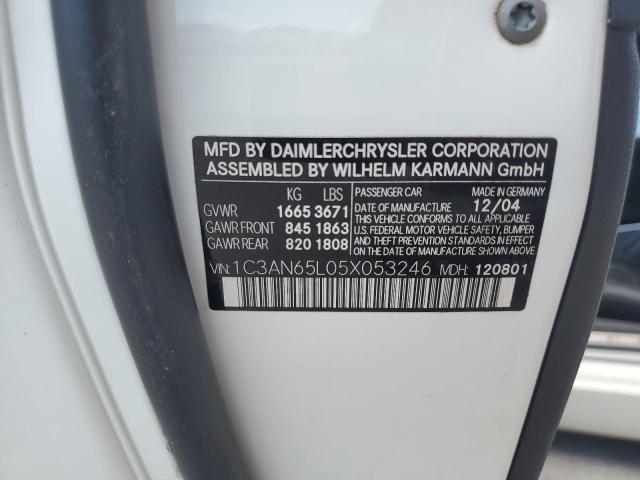 MFD BY DAIMLERCHRYSLER CORPORATION
ASSEMBLED BY WILHELM KARMANN GmbH
KG LBS
GVWR 1665 3671
GAWR FRONT 845 1863
GAWR REAR 820 1808
PASSENGER CAR MADE IN GERMANY
DATE OF MANUFACTURE 12/04
THIS VEHICLE CONFORMS TO ALL APPLICABLE
U.S. FEDERAL MOTOR VEHICLE SAFETY, BUMPER
AND THEFT PREVENTION STANDARDS IN EFFECT
ON THE DATE OF MANUFACTURE SHOWN ABOVE.
VIN: 1C3AN65L05X053246 MDH: 120801